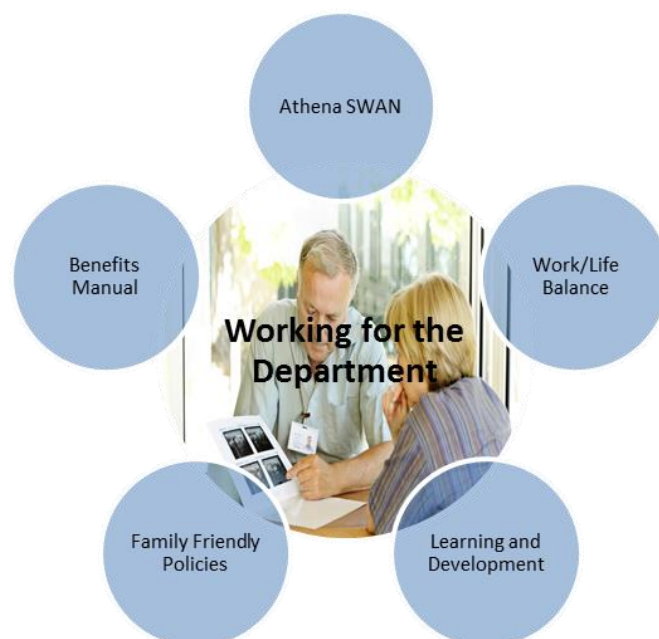 Athena SWAN
Benefits
Manual
Work/Life
Balance
Working for the
Department
Family Friendly
Policies
Learning and
Development